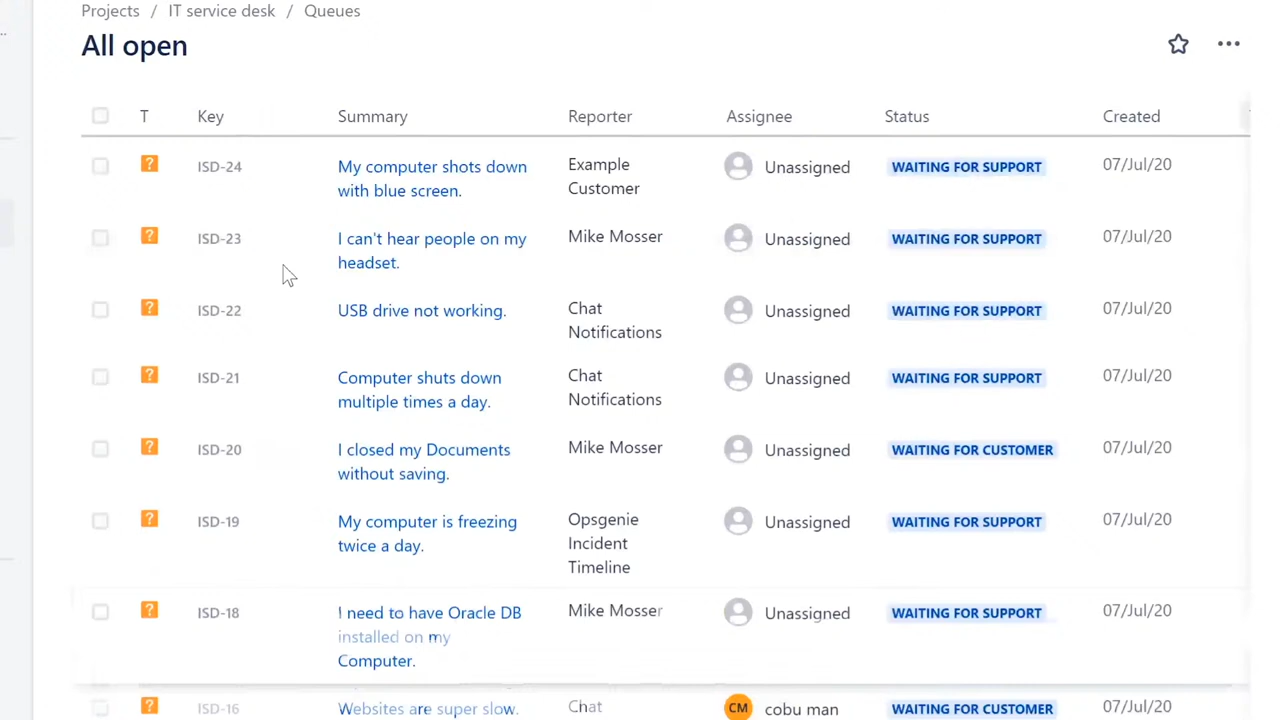 Projects / IT service desk / Queues
All open
T Key Summary Reporter Assignee Status Created
ISD-24 My computer shots down Example Unassigned WAITING FOR SUPPORT 07/Jul/20
with blue screen. Customer
ISD-23 I can't hear people on my Mike Mosser Unassigned WAITING FOR SUPPORT 07/Jul/20
headset.
ISD-22 USB drive not working. Chat Unassigned WAITING FOR SUPPORT 07/Jul/20
Notifications
ISD-21 Computer shuts down Chat Unassigned WAITING FOR SUPPORT 07/Jul/20
multiple times a day. Notifications
ISD-20 I closed my Documents Mike Mosser Unassigned WAITING FOR CUSTOMER 07/Jul/20
without saving.
ISD-19 My computer is freezing Opsgenie Unassigned WAITING FOR SUPPORT 07/Jul/20
twice a day. Incident
Timeline
ISD-18 I need to have Oracle DB Mike Mosser Unassigned WAITING FOR SUPPORT 07/Jul/20
installed on my
Computer.
ISD-16 Websites are super slow. Chat CM cobu man WAITING FOR CUSTOMER 07/Jul/20